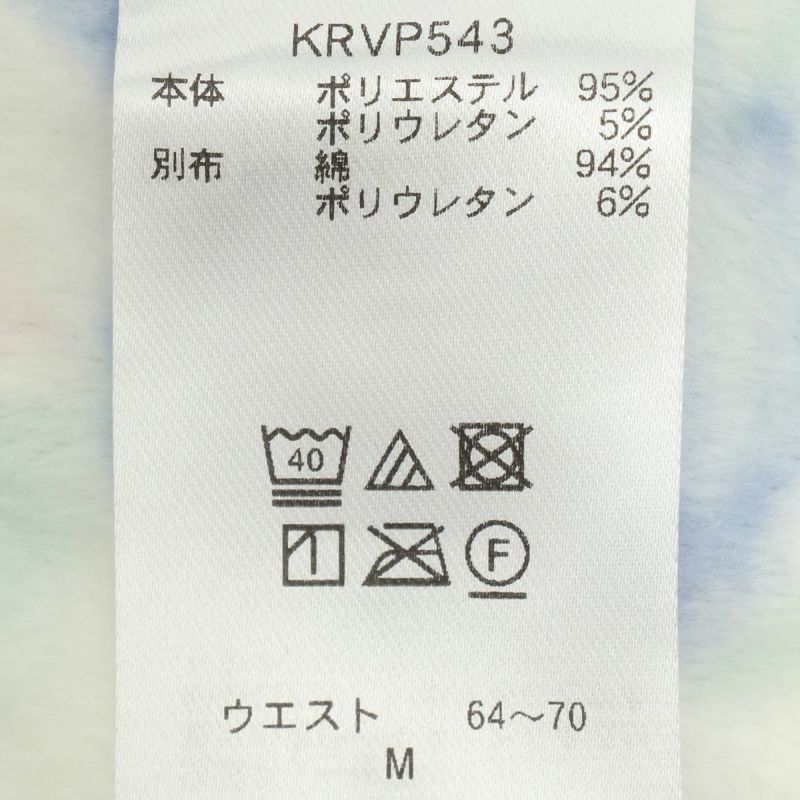 KRVP543
本体 ポリエステル 95%
ポリウレタン 5%
別布 綿 94%
ポリウレタン 6%
40
F
ウエスト 64～70
M